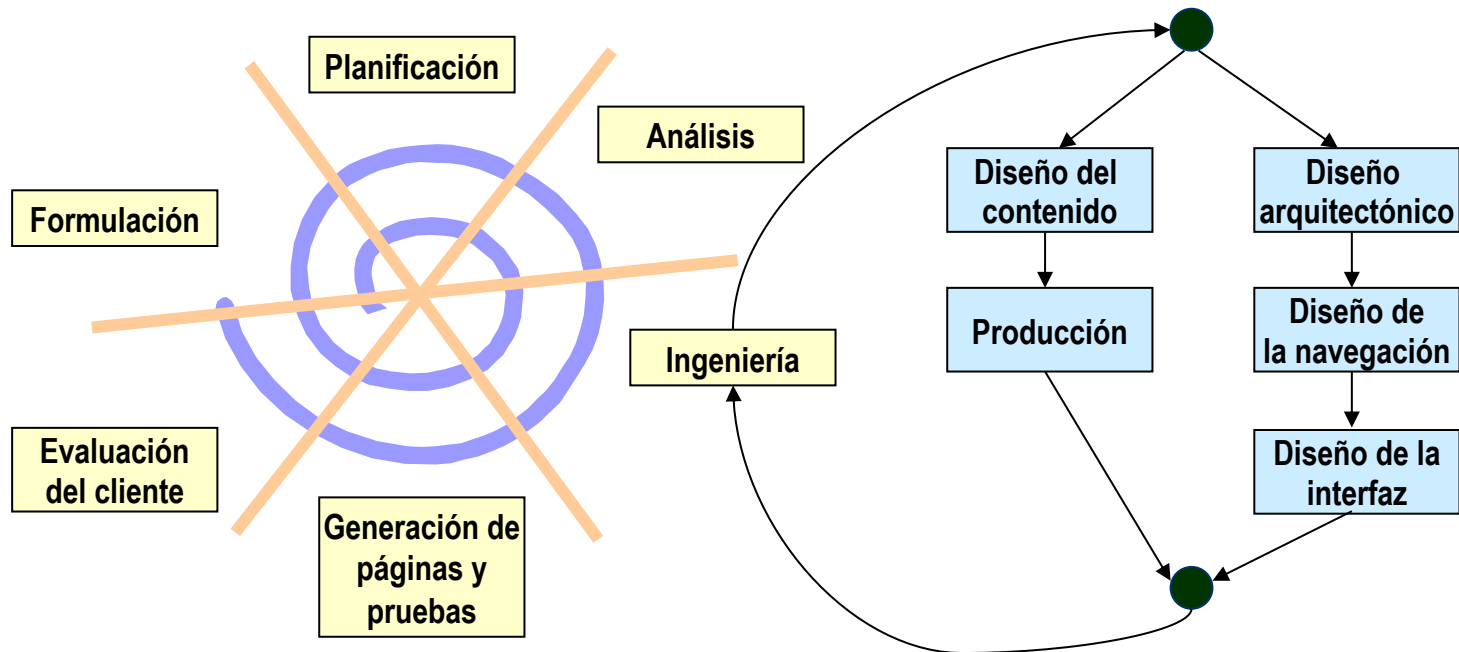 Planificación
Análisis
Formulación
Ingeniería
Evaluación
del cliente
Generación de
páginas y
pruebas
Diseño del
contenido
Producción
Diseño
arquitectónico
Diseño de
la navegación
Diseño de la
interfaz